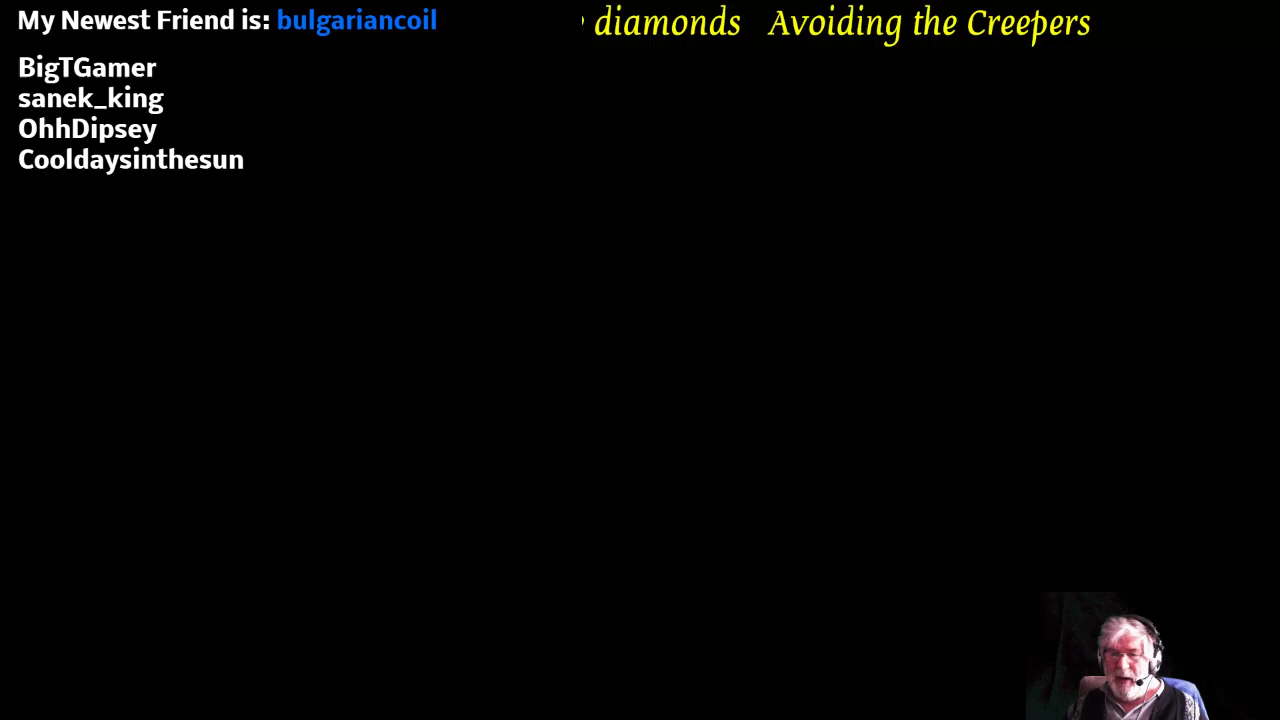 My Newest Friend is: bulgariancoil
diamonds Avoiding the Creepers
BigTGamer
sanek_king
OhhDipsey
Cooldaysinthesun